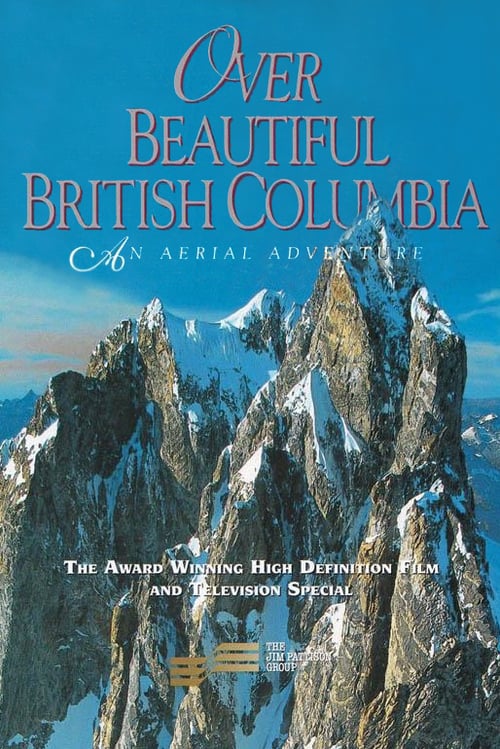 OVER
BEAUTIFUL
BRITISH COLUMBIA
AN AERIAL ADVENTURE
THE AWARD WINNING HIGH DEFINITION FILM
AND TELEVISION SPECIAL
THE
JIM PATTISON
GROUP